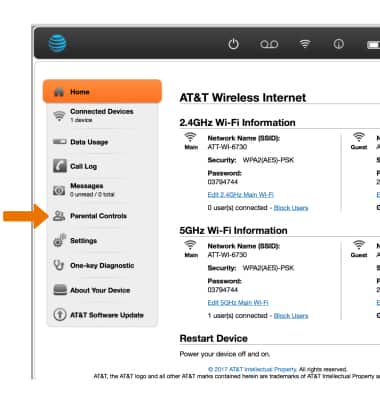 Home
Connected Devices
1 device
Data Usage
Call Log
Messages
0 unread / 0 total
Parental Controls
Settings
One-key Diagnostic
About Your Device
AT&T Software Update
AT&T Wireless Internet
2.4GHz Wi-Fi Information
Main
Network Name (SSID):
ATT-WI-6730
Guest
Security: WPA2(AES)-PSK
Password:
03794744
Edit 2.4GHz Main Wi-Fi
0 user(s) connected - Block Users
5GHz Wi-Fi Information
Main
Network Name (SSID):
ATT-WI-6730
Guest
Security: WPA2(AES)-PSK
Password:
03794744
Edit 5GHz Main Wi-Fi
1 user(s) connected - Block Users
Restart Device
Power your device off and on.
© 2017 AT&T Intellectual Property. All rights reserved.
AT&T, the AT&T logo and all other AT&T marks contained herein are trademarks of AT&T Intellectual Property